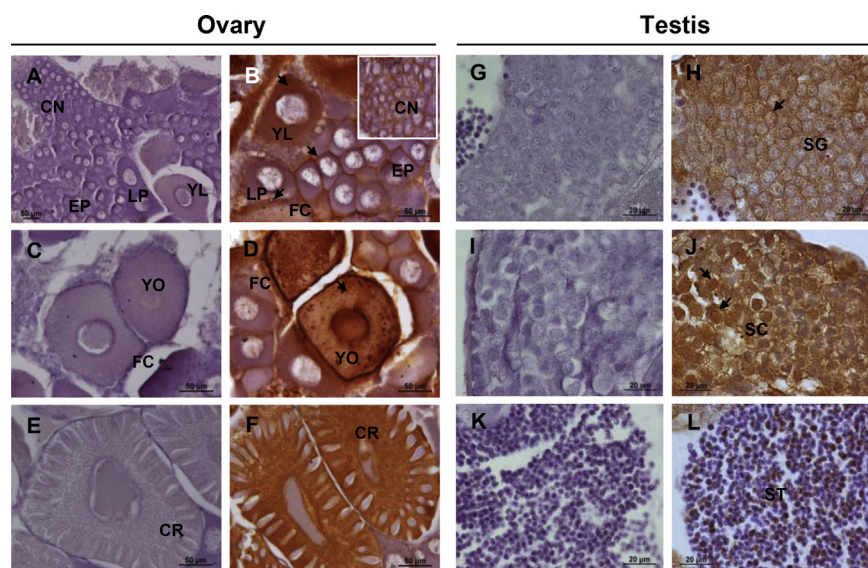 Ovary
Testis
A
CN
EP
LP
YL
50 µm
B
CN
YL
EP
LP
FC
50 µm
G
20 µm
H
SG
20 µm
C
YO
FC
50 µm
D
FC
YO
50 µm
I
20 µm
J
SC
20 µm
E
CR
50 µm
F
CR
50 µm
K
20 µm
L
ST
20 µm